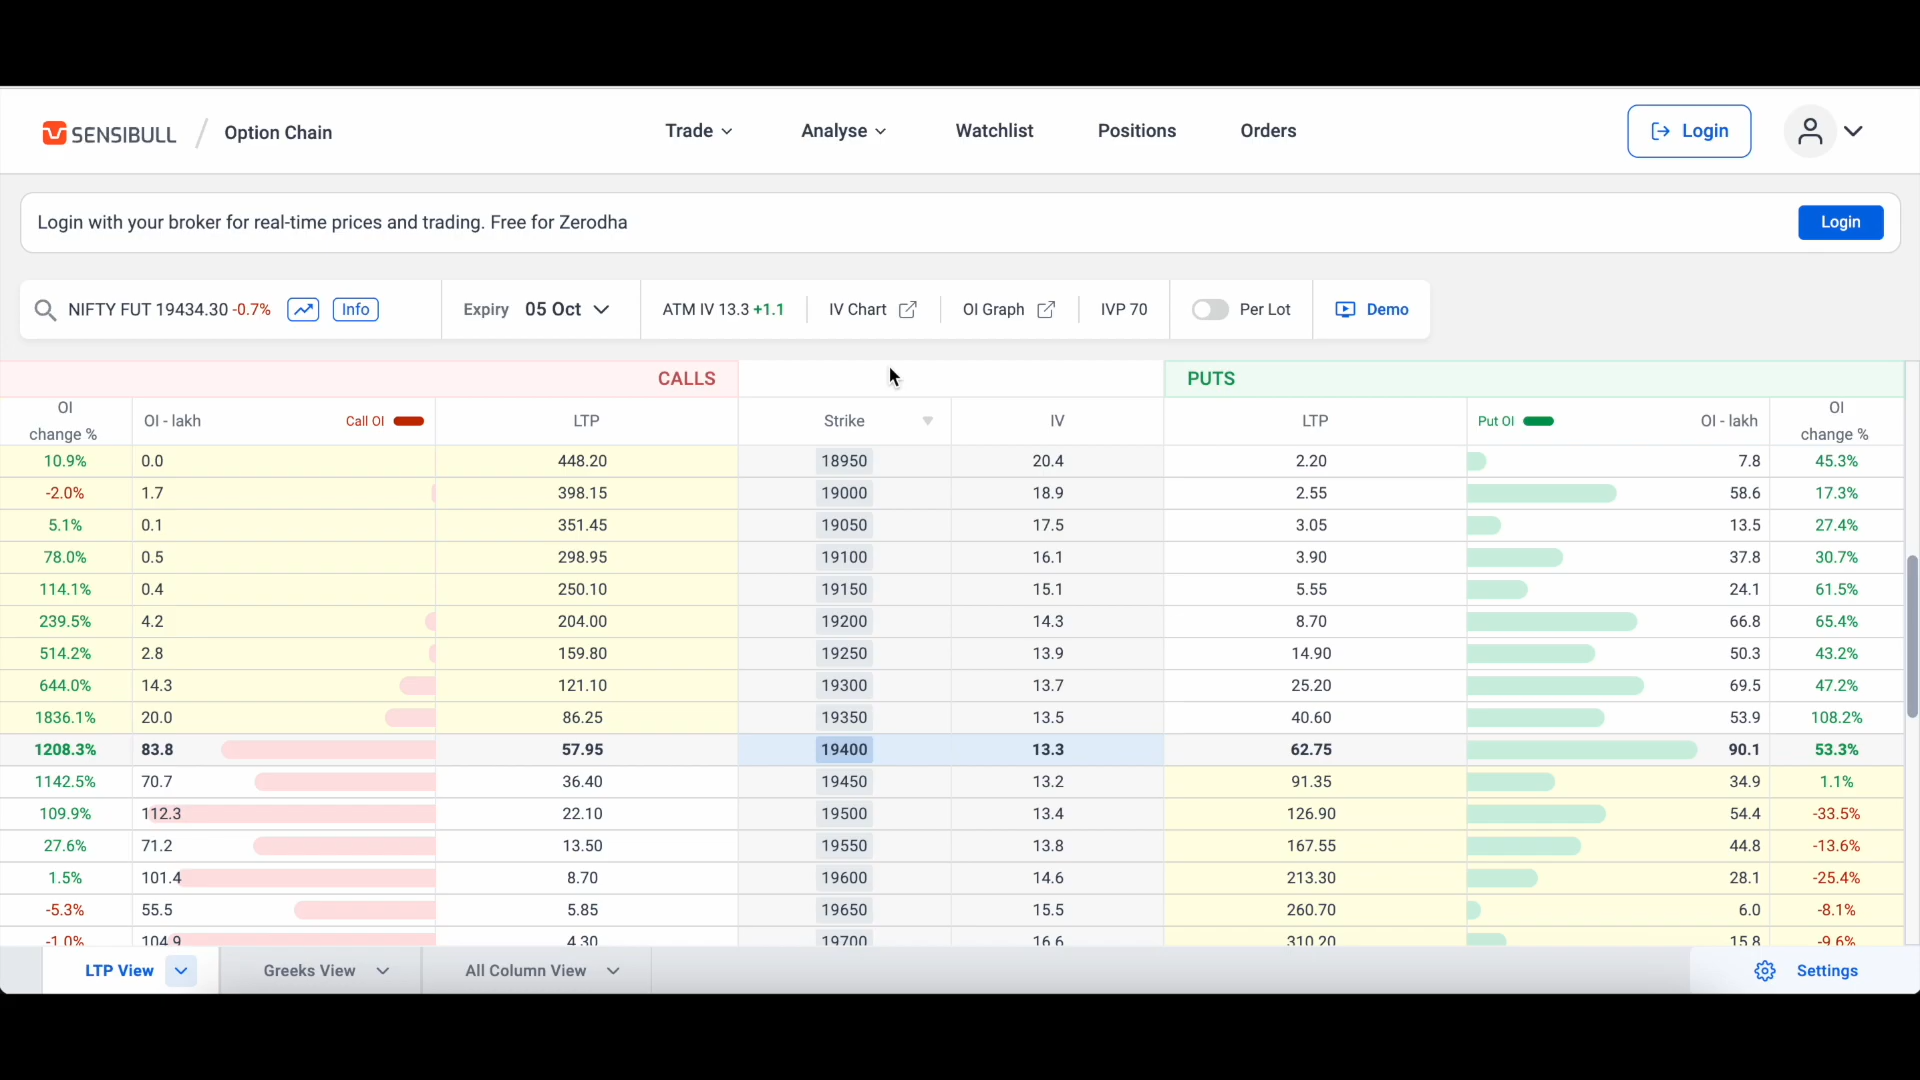 SENSIBULL / Option Chain Trade Analyse Watchlist Positions Orders Login
Login with your broker for real-time prices and trading. Free for Zerodha Login
NIFTY FUT 19434.30 -0.7% Info Expiry 05 Oct ATM IV 13.3 +1.1 IV Chart OI Graph IVP 70 Per Lot Demo
CALLS PUTS
OI change % OI - lakh Call OI LTP Strike IV LTP Put OI OI - lakh OI change %
10.9% 0.0 448.20 18950 20.4 2.20 7.8 45.3%
-2.0% 1.7 398.15 19000 18.9 2.55 58.6 17.3%
5.1% 0.1 351.45 19050 17.5 3.05 13.5 27.4%
78.0% 0.5 298.95 19100 16.1 3.90 37.8 30.7%
114.1% 0.4 250.10 19150 15.1 5.55 24.1 61.5%
239.5% 4.2 204.00 19200 14.3 8.70 66.8 65.4%
514.2% 2.8 159.80 19250 13.9 14.90 50.3 43.2%
644.0% 14.3 121.10 19300 13.7 25.20 69.5 47.2%
1836.1% 20.0 86.25 19350 13.5 40.60 53.9 108.2%
1208.3% 83.8 57.95 19400 13.3 62.75 90.1 53.3%
1142.5% 70.7 36.40 19450 13.2 91.35 34.9 1.1%
109.9% 112.3 22.10 19500 13.4 126.90 54.4 -33.5%
27.6% 71.2 13.50 19550 13.8 167.55 44.8 -13.6%
1.5% 101.4 8.70 19600 14.6 213.30 28.1 -25.4%
-5.3% 55.5 5.85 19650 15.5 260.70 6.0 -8.1%
-1.0% 104.9 4.30 19700 16.6 310.20 15.8 -9.6%
LTP View Greeks View All Column View Settings